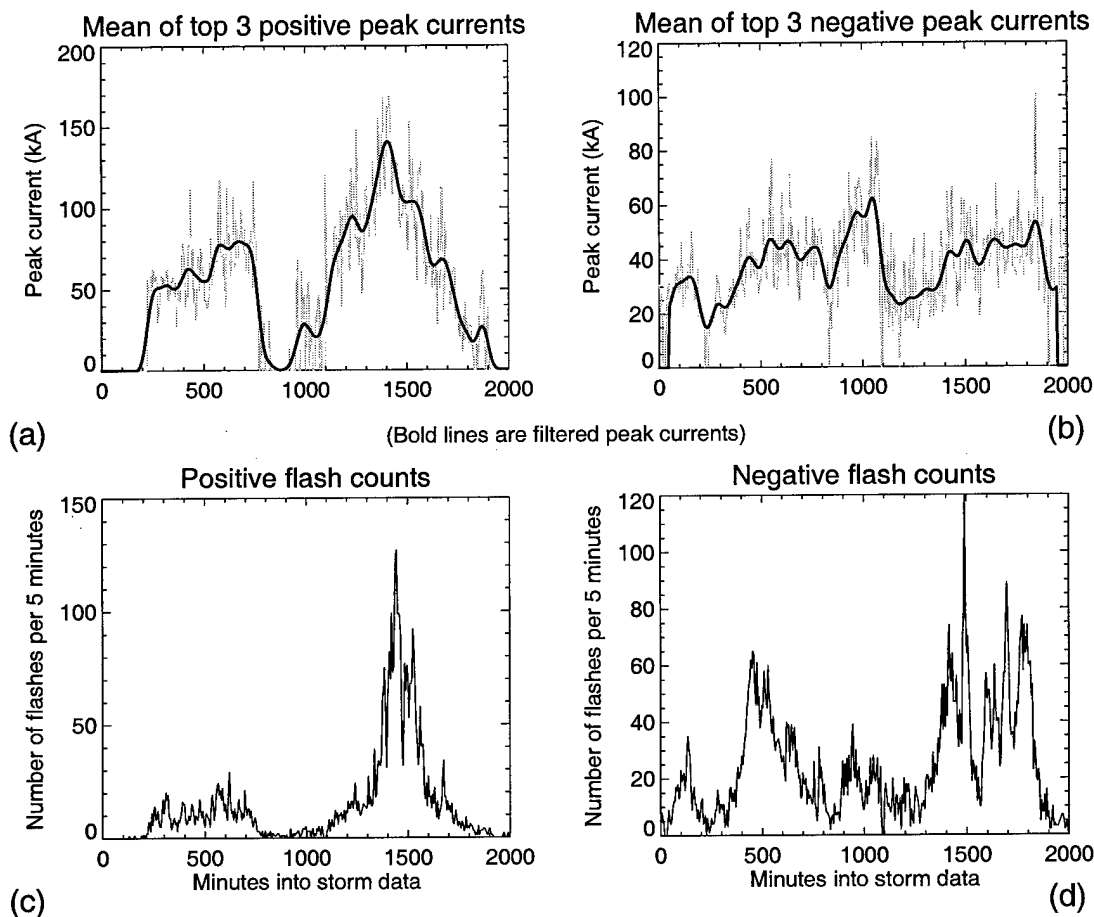 Mean of top 3 positive peak currents
Mean of top 3 negative peak currents
200
150
100
50
0
Peak current (kA)
0 500 1000 1500 2000
120
100
80
60
40
20
0
Peak current (kA)
0 500 1000 1500 2000
(a)
(Bold lines are filtered peak currents)
(b)
Positive flash counts
Negative flash counts
150
100
50
0
Number of flashes per 5 minutes
0 500 1000 1500 2000
Minutes into storm data
120
100
80
60
40
20
0
Number of flashes per 5 minutes
0 500 1000 1500 2000
Minutes into storm data
(c)
(d)